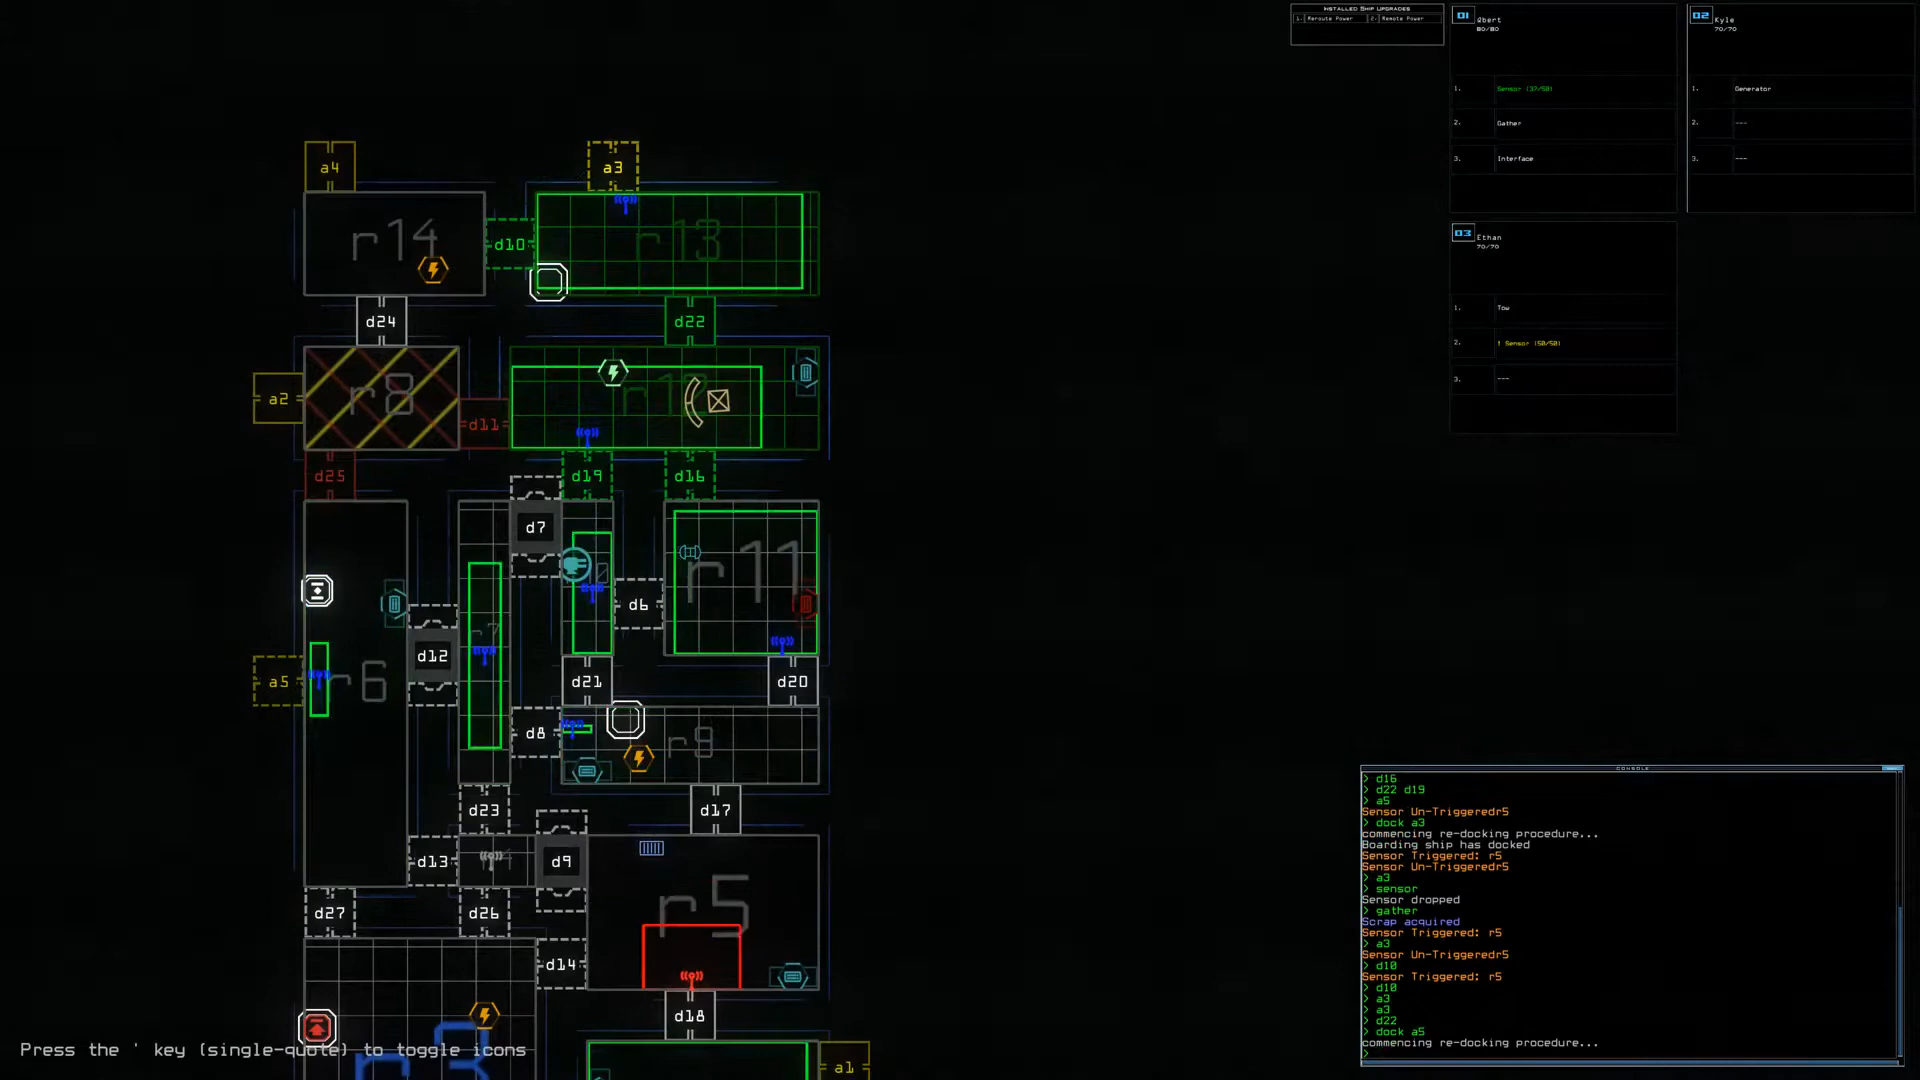 INSTALLED SHIP UPGRADES
1. Reroute Power 2. Remote Power
01 Qbert
80/80
1. Sensor (37/50)
2. Gather
3. Interface
02 Kyle
70/70
1. Generator
2. ---
3. ---
03 Ethan
70/70
1. Tow
2. ! Sensor (50/50)
3. ---
a4
a3
r14
d10
r13
d24
d22
a2
r8
d11
r12
d25
d19
d16
d7
r11
d6
r7
d12
a5
r6
d21
d20
d8
r9
d23
d17
d13
d9
r5
d27
d26
d14
d18
r3
a1
Press the ' key (single-quote) to toggle icons
CONSOLE
> d16
> d22 d19
> a5
Sensor Un-Triggeredr5
> dock a3
commencing re-docking procedure...
Boarding ship has docked
Sensor Triggered: r5
Sensor Un-Triggeredr5
> a3
> sensor
Sensor dropped
> gather
Scrap acquired
Sensor Triggered: r5
> a3
Sensor Un-Triggeredr5
> d10
Sensor Triggered: r5
> d10
> a3
> a3
> d22
> dock a5
commencing re-docking procedure...
>